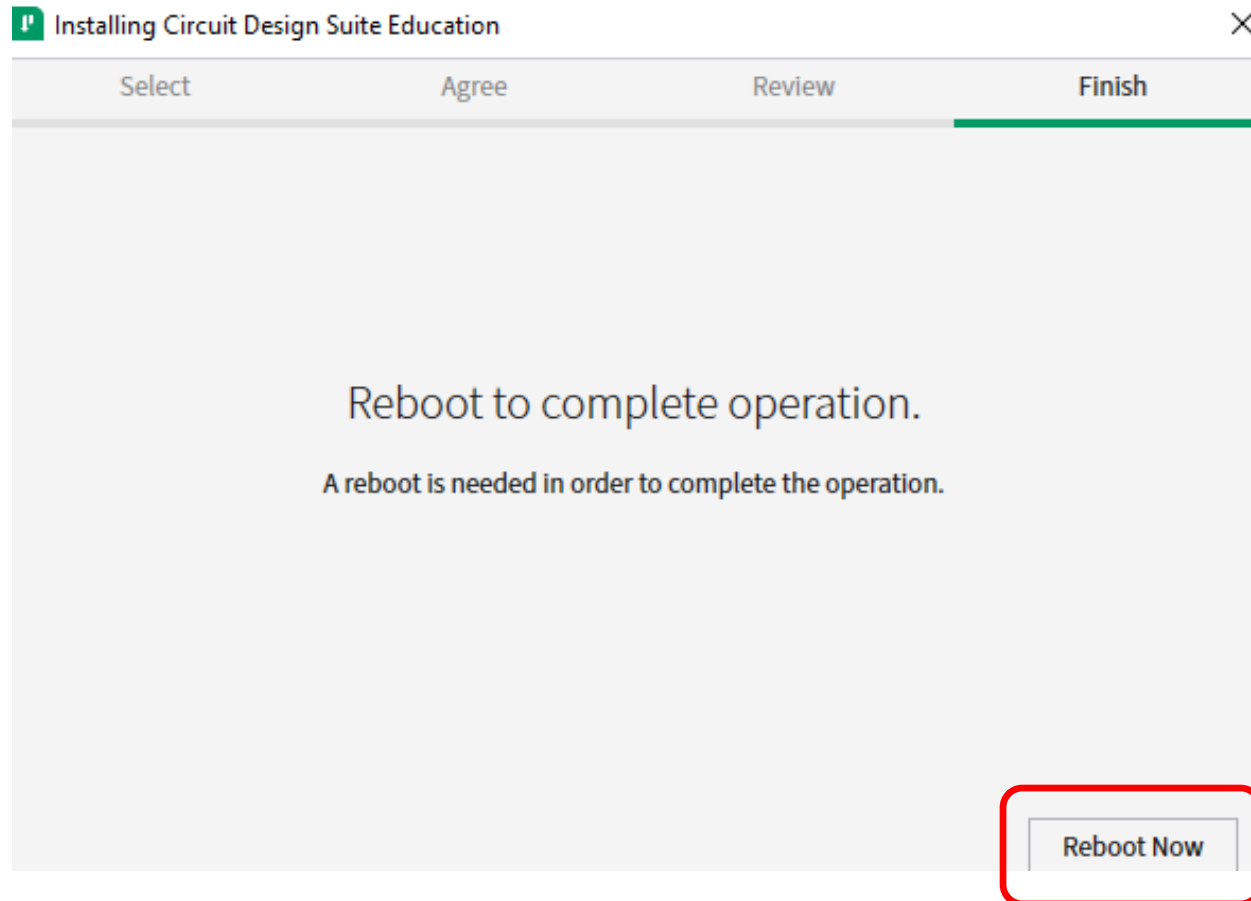 Installing Circuit Design Suite Education
Select Agree Review Finish
Reboot to complete operation.
A reboot is needed in order to complete the operation.
Reboot Now